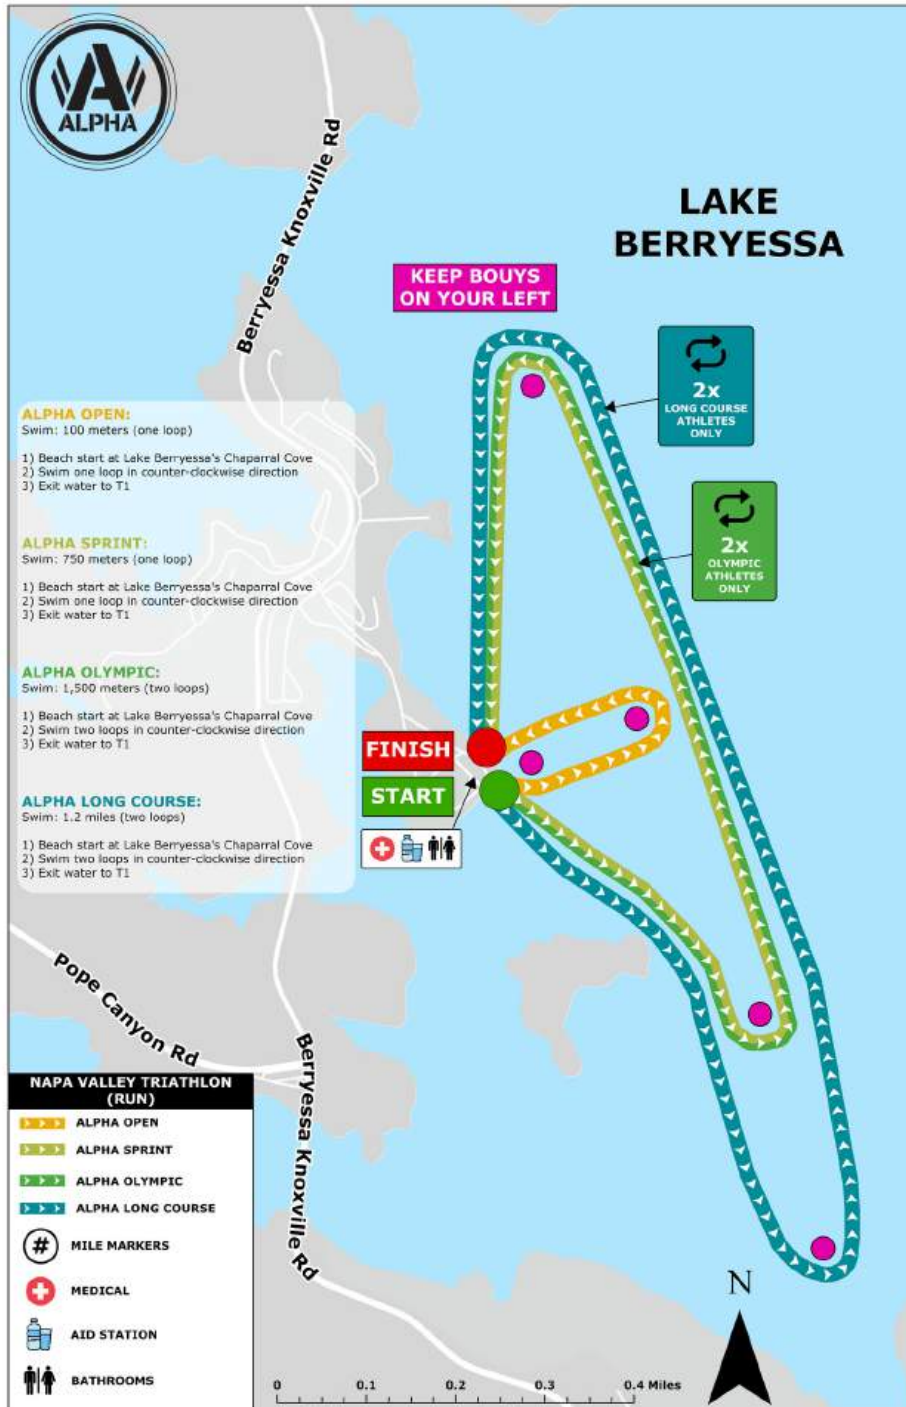 ALPHA
Berryessa Knoxville Rd
LAKE
BERRYESSA
KEEP BOUYS
ON YOUR LEFT
2x
LONG COURSE
ATHLETES
ONLY
2x
OLYMPIC
ATHLETES
ONLY
ALPHA OPEN:
Swim: 100 meters (one loop)
1) Beach start at Lake Berryessa's Chaparral Cove
2) Swim one loop in counter-clockwise direction
3) Exit water to T1
ALPHA SPRINT:
Swim: 750 meters (one loop)
1) Beach start at Lake Berryessa's Chaparral Cove
2) Swim one loop in counter-clockwise direction
3) Exit water to T1
ALPHA OLYMPIC:
Swim: 1,500 meters (two loops)
1) Beach start at Lake Berryessa's Chaparral Cove
2) Swim two loops in counter-clockwise direction
3) Exit water to T1
ALPHA LONG COURSE:
Swim: 1.2 miles (two loops)
1) Beach start at Lake Berryessa's Chaparral Cove
2) Swim two loops in counter-clockwise direction
3) Exit water to T1
FINISH
START
Pope Canyon Rd
Berryessa Knoxville Rd
NAPA VALLEY TRIATHLON
(RUN)
ALPHA OPEN
ALPHA SPRINT
ALPHA OLYMPIC
ALPHA LONG COURSE
# MILE MARKERS
MEDICAL
AID STATION
BATHROOMS
N
0 0.1 0.2 0.3 0.4 Miles